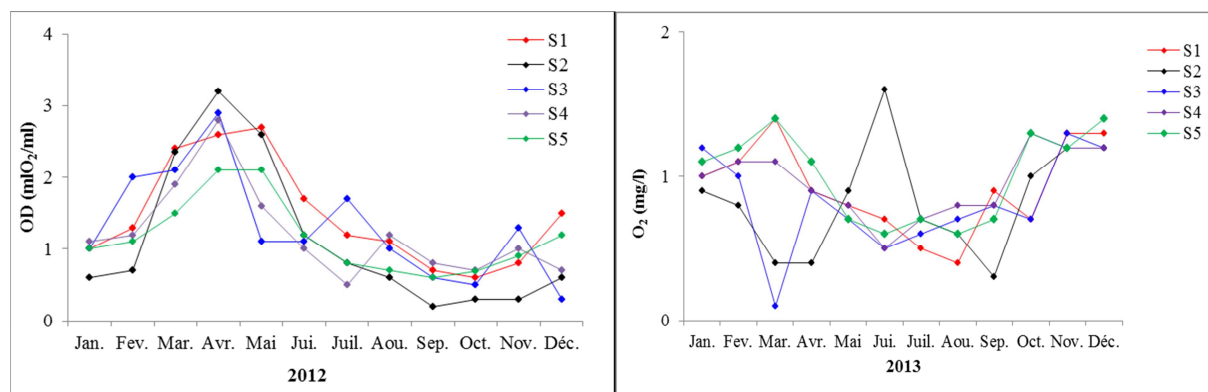 4
3
2
1
0
OD (mlO₂/ml)
S1
S2
S3
S4
S5
Jan. Fev. Mar. Avr. Mai Jui. Juil. Aou. Sep. Oct. Nov. Déc.
2012
2
1
0
O₂ (mg/l)
S1
S2
S3
S4
S5
Jan. Fev. Mar. Avr. Mai Jui. Juil. Aou. Sep. Oct. Nov. Déc.
2013